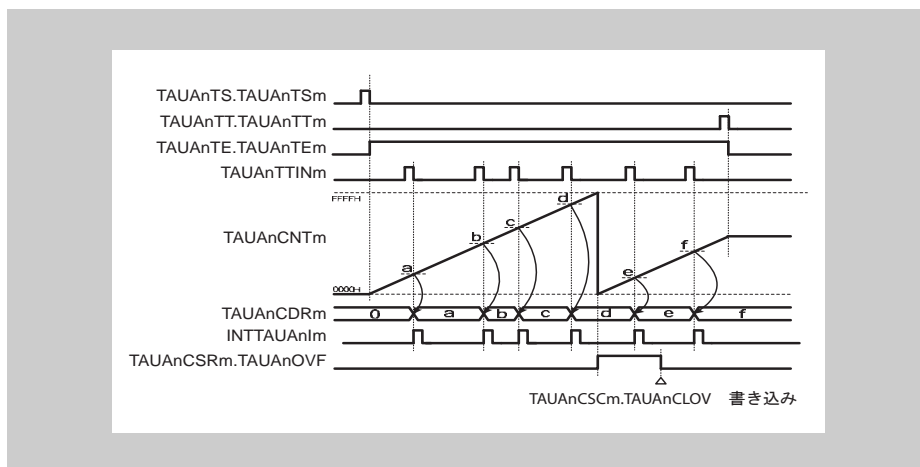 TAUAnTS.TAUAnTSm
TAUAnTT.TAUAnTTm
TAUAnTE.TAUAnTEm
TAUAnTTINm
FFFFH
TAUAnCNTm
a
b
c
d
e
f
0000H
TAUAnCDRm
0 a b c d e f
INTTAUAnIm
TAUAnCSRm.TAUAnOVF
TAUAnCSCm.TAUAnCLOV 書き込み